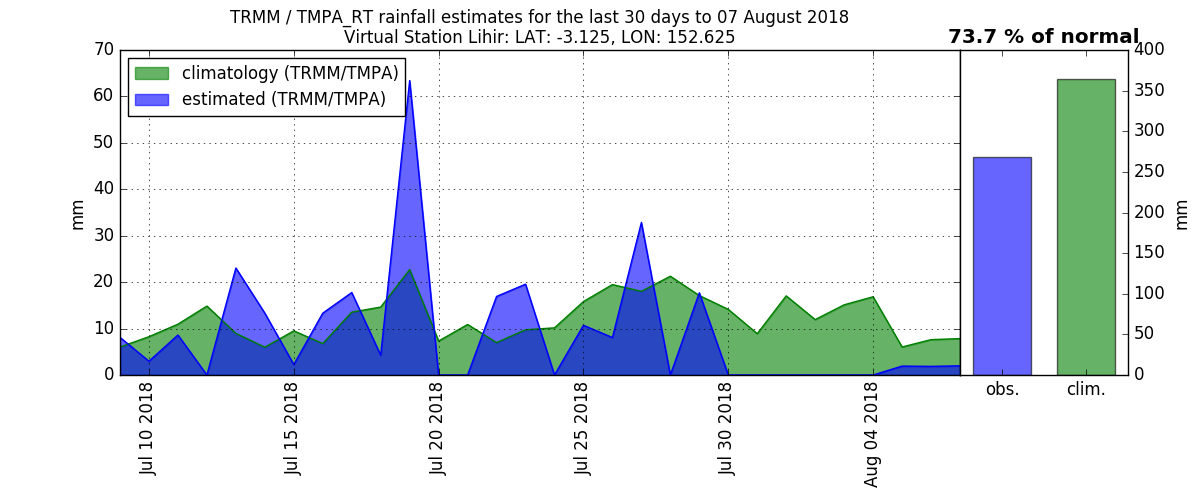 TRMM / TMPA_RT rainfall estimates for the last 30 days to 07 August 2018
Virtual Station Lihir: LAT: -3.125, LON: 152.625
73.7 % of normal
climatology (TRMM/TMPA)
estimated (TRMM/TMPA)
70
60
50
40
30
20
10
0
mm
Jul 10 2018
Jul 15 2018
Jul 20 2018
Jul 25 2018
Jul 30 2018
Aug 04 2018
obs.
clim.
400
350
300
250
200
150
100
50
0
mm